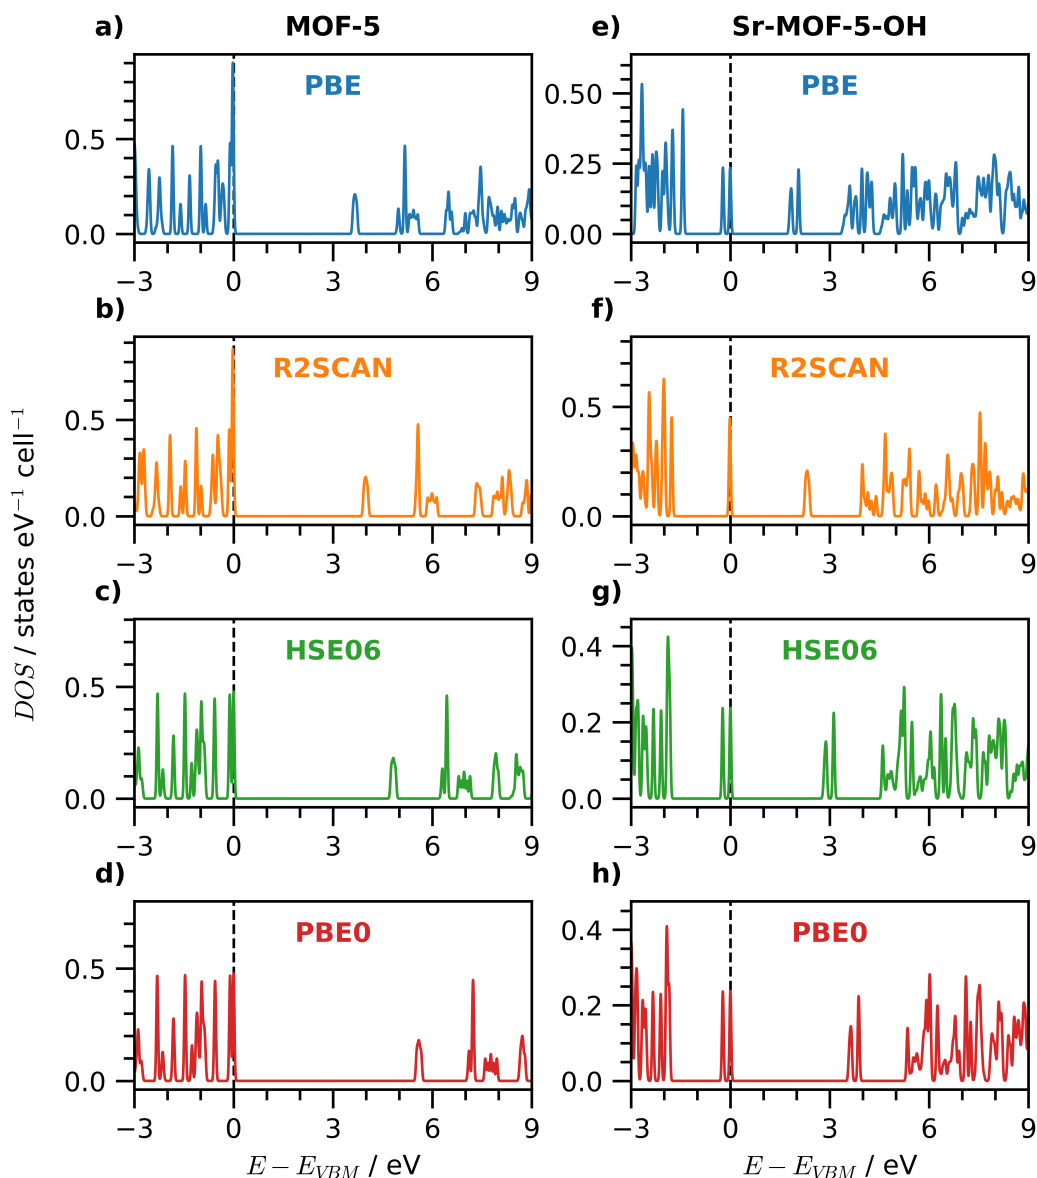 a) MOF-5
e) Sr-MOF-5-OH
PBE
0.5
0.0
−3 0 3 6 9
PBE
0.50
0.25
0.00
−3 0 3 6 9
b)
R2SCAN
0.5
0.0
−3 0 3 6 9
f)
R2SCAN
0.5
0.0
−3 0 3 6 9
DOS / states eV⁻¹ cell⁻¹
c)
HSE06
0.5
0.0
−3 0 3 6 9
g)
HSE06
0.4
0.2
0.0
−3 0 3 6 9
d)
PBE0
0.5
0.0
−3 0 3 6 9
E − E_VBM / eV
h)
PBE0
0.4
0.2
0.0
−3 0 3 6 9
E − E_VBM / eV